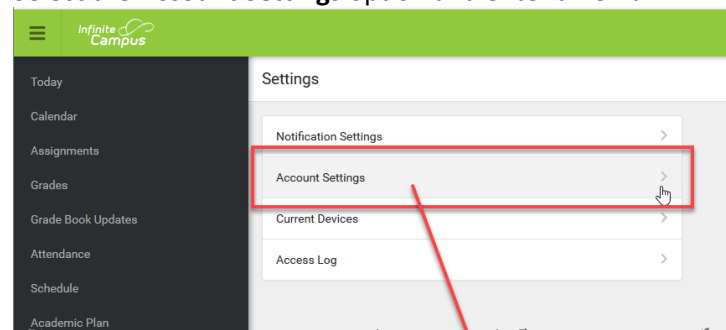 Infinite
Campus
Today
Settings
Calendar
Notification Settings
Assignments
Account Settings
Grades
Grade Book Updates
Current Devices
Attendance
Access Log
Schedule
Academic Plan